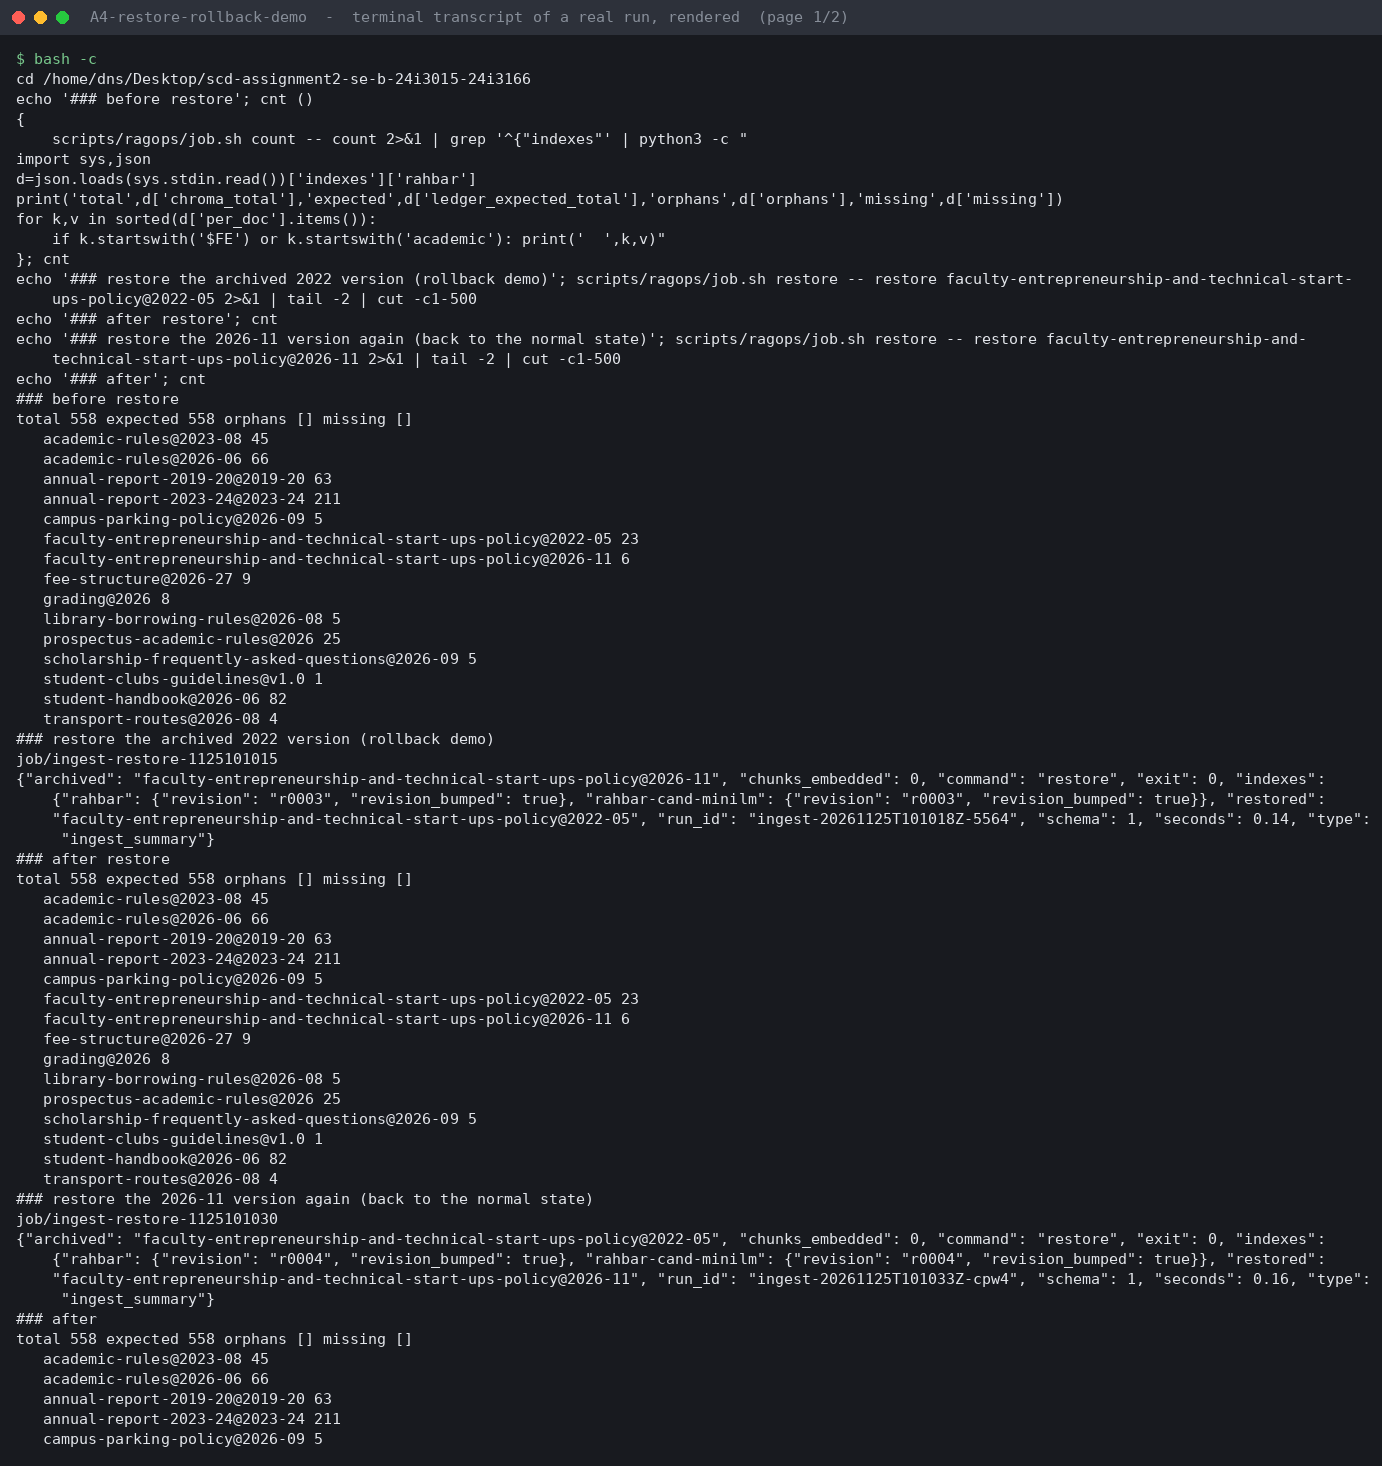 A4-restore-rollback-demo  -  terminal transcript of a real run, rendered  (page 1/2)
$ bash -c
cd /home/dns/Desktop/scd-assignment2-se-b-24i3015-24i3166
echo '### before restore'; cnt ()
{
    scripts/ragops/job.sh count -- count 2>&1 | grep '^{"indexes"' | python3 -c "
import sys,json
d=json.loads(sys.stdin.read())['indexes']['rahbar']
print('total',d['chroma_total'],'expected',d['ledger_expected_total'],'orphans',d['orphans'],'missing',d['missing'])
for k,v in sorted(d['per_doc'].items()):
    if k.startswith('$FE') or k.startswith('academic'): print('  ',k,v)"
}; cnt
echo '### restore the archived 2022 version (rollback demo)'; scripts/ragops/job.sh restore -- restore faculty-entrepreneurship-and-technical-start-
    ups-policy@2022-05 2>&1 | tail -2 | cut -c1-500
echo '### after restore'; cnt
echo '### restore the 2026-11 version again (back to the normal state)'; scripts/ragops/job.sh restore -- restore faculty-entrepreneurship-and-
    technical-start-ups-policy@2026-11 2>&1 | tail -2 | cut -c1-500
echo '### after'; cnt
### before restore
total 558 expected 558 orphans [] missing []
   academic-rules@2023-08 45
   academic-rules@2026-06 66
   annual-report-2019-20@2019-20 63
   annual-report-2023-24@2023-24 211
   campus-parking-policy@2026-09 5
   faculty-entrepreneurship-and-technical-start-ups-policy@2022-05 23
   faculty-entrepreneurship-and-technical-start-ups-policy@2026-11 6
   fee-structure@2026-27 9
   grading@2026 8
   library-borrowing-rules@2026-08 5
   prospectus-academic-rules@2026 25
   scholarship-frequently-asked-questions@2026-09 5
   student-clubs-guidelines@v1.0 1
   student-handbook@2026-06 82
   transport-routes@2026-08 4
### restore the archived 2022 version (rollback demo)
job/ingest-restore-1125101015
{"archived": "faculty-entrepreneurship-and-technical-start-ups-policy@2026-11", "chunks_embedded": 0, "command": "restore", "exit": 0, "indexes":
    {"rahbar": {"revision": "r0003", "revision_bumped": true}, "rahbar-cand-minilm": {"revision": "r0003", "revision_bumped": true}}, "restored":
    "faculty-entrepreneurship-and-technical-start-ups-policy@2022-05", "run_id": "ingest-20261125T101018Z-5564", "schema": 1, "seconds": 0.14, "type":
     "ingest_summary"}
### after restore
total 558 expected 558 orphans [] missing []
   academic-rules@2023-08 45
   academic-rules@2026-06 66
   annual-report-2019-20@2019-20 63
   annual-report-2023-24@2023-24 211
   campus-parking-policy@2026-09 5
   faculty-entrepreneurship-and-technical-start-ups-policy@2022-05 23
   faculty-entrepreneurship-and-technical-start-ups-policy@2026-11 6
   fee-structure@2026-27 9
   grading@2026 8
   library-borrowing-rules@2026-08 5
   prospectus-academic-rules@2026 25
   scholarship-frequently-asked-questions@2026-09 5
   student-clubs-guidelines@v1.0 1
   student-handbook@2026-06 82
   transport-routes@2026-08 4
### restore the 2026-11 version again (back to the normal state)
job/ingest-restore-1125101030
{"archived": "faculty-entrepreneurship-and-technical-start-ups-policy@2022-05", "chunks_embedded": 0, "command": "restore", "exit": 0, "indexes":
    {"rahbar": {"revision": "r0004", "revision_bumped": true}, "rahbar-cand-minilm": {"revision": "r0004", "revision_bumped": true}}, "restored":
    "faculty-entrepreneurship-and-technical-start-ups-policy@2026-11", "run_id": "ingest-20261125T101033Z-cpw4", "schema": 1, "seconds": 0.16, "type":
     "ingest_summary"}
### after
total 558 expected 558 orphans [] missing []
   academic-rules@2023-08 45
   academic-rules@2026-06 66
   annual-report-2019-20@2019-20 63
   annual-report-2023-24@2023-24 211
   campus-parking-policy@2026-09 5